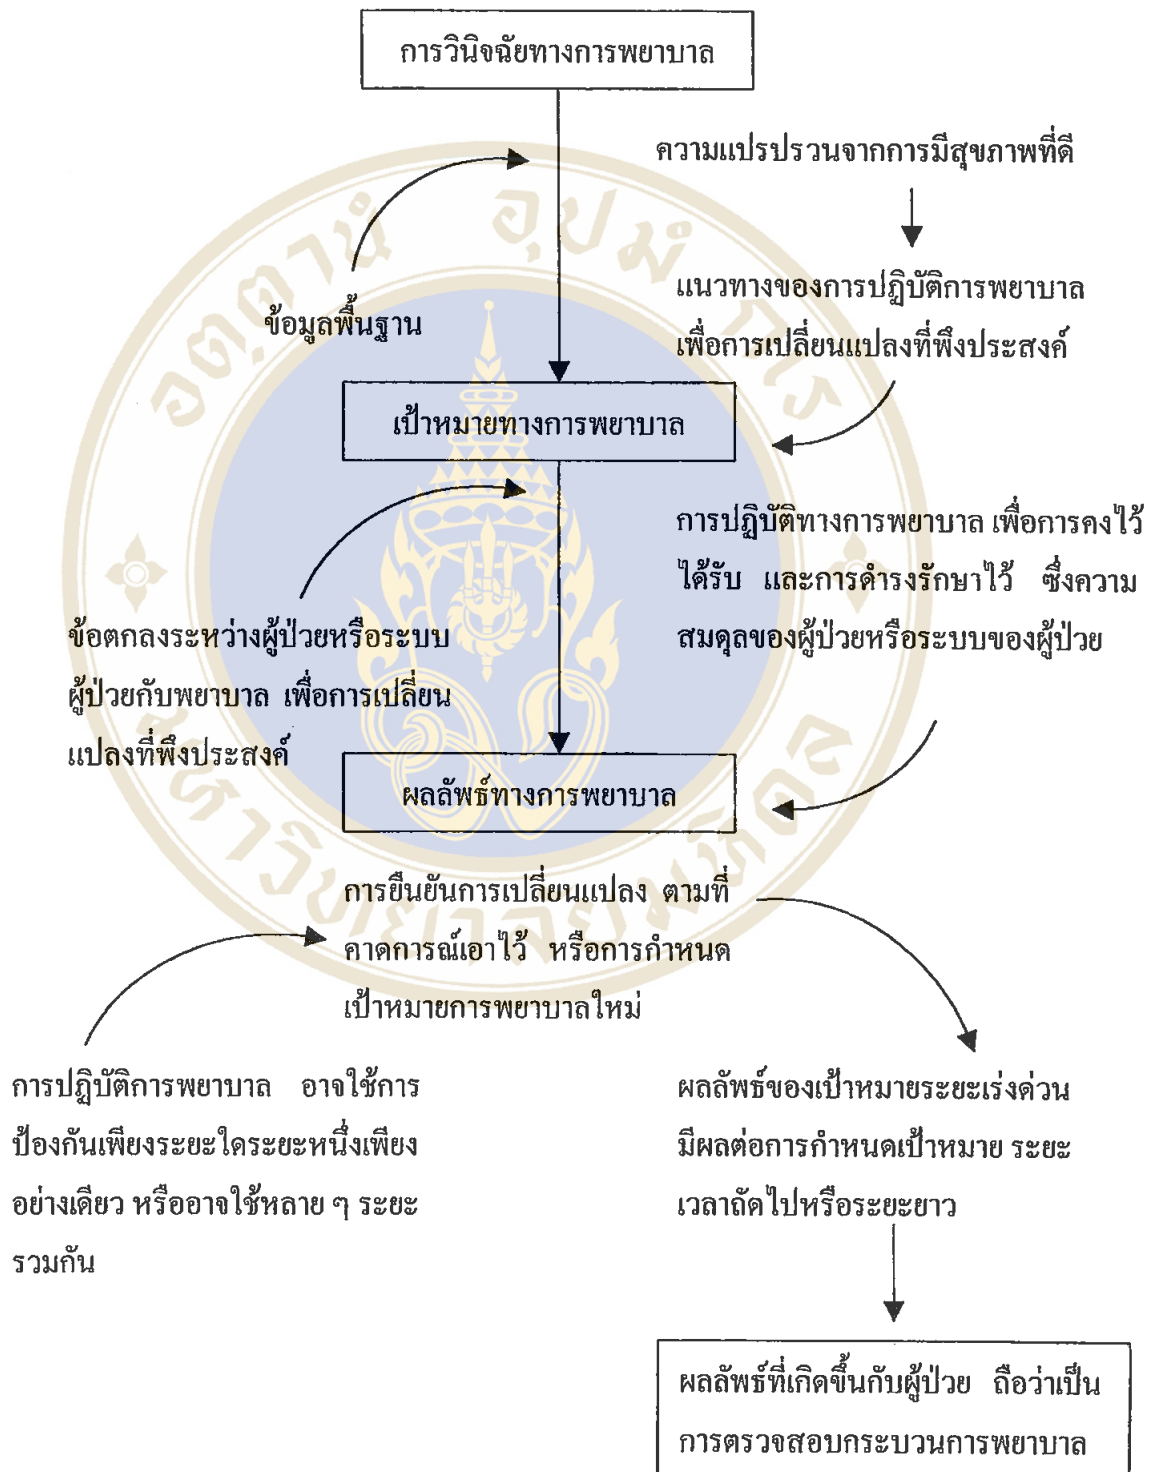 การวินิจฉัยทางการพยาบาล
ความแปรปรวนจากการมีสุขภาพที่ดี
แนวทางของการปฏิบัติการพยาบาล
เพื่อการเปลี่ยนแปลงที่พึงประสงค์
ข้อมูลพื้นฐาน
เป้าหมายทางการพยาบาล
การปฏิบัติทางการพยาบาล เพื่อการคงไว้
ได้รับ และการดำรงรักษาไว้ ซึ่งความ
สมดุลของผู้ป่วยหรือระบบของผู้ป่วย
ข้อตกลงระหว่างผู้ป่วยหรือระบบ
ผู้ป่วยกับพยาบาล เพื่อการเปลี่ยน
แปลงที่พึงประสงค์
ผลลัพธ์ทางการพยาบาล
การยืนยันการเปลี่ยนแปลง ตามที่
คาดการณ์เอาไว้ หรือการกำหนด
เป้าหมายการพยาบาลใหม่
การปฏิบัติการพยาบาล อาจใช้การ
ป้องกันเพียงระยะใดระยะหนึ่งเพียง
อย่างเดียว หรืออาจใช้หลาย ๆ ระยะ
รวมกัน
ผลลัพธ์ของเป้าหมายระยะเร่งด่วน
มีผลต่อการกำหนดเป้าหมาย ระยะ
เวลาถัดไปหรือระยะยาว
ผลลัพธ์ที่เกิดขึ้นกับผู้ป่วย ถือว่าเป็น
การตรวจสอบกระบวนการพยาบาล
อตฺตานํ อุปมํ กเร
มหาวิทยาลัยมหิดล